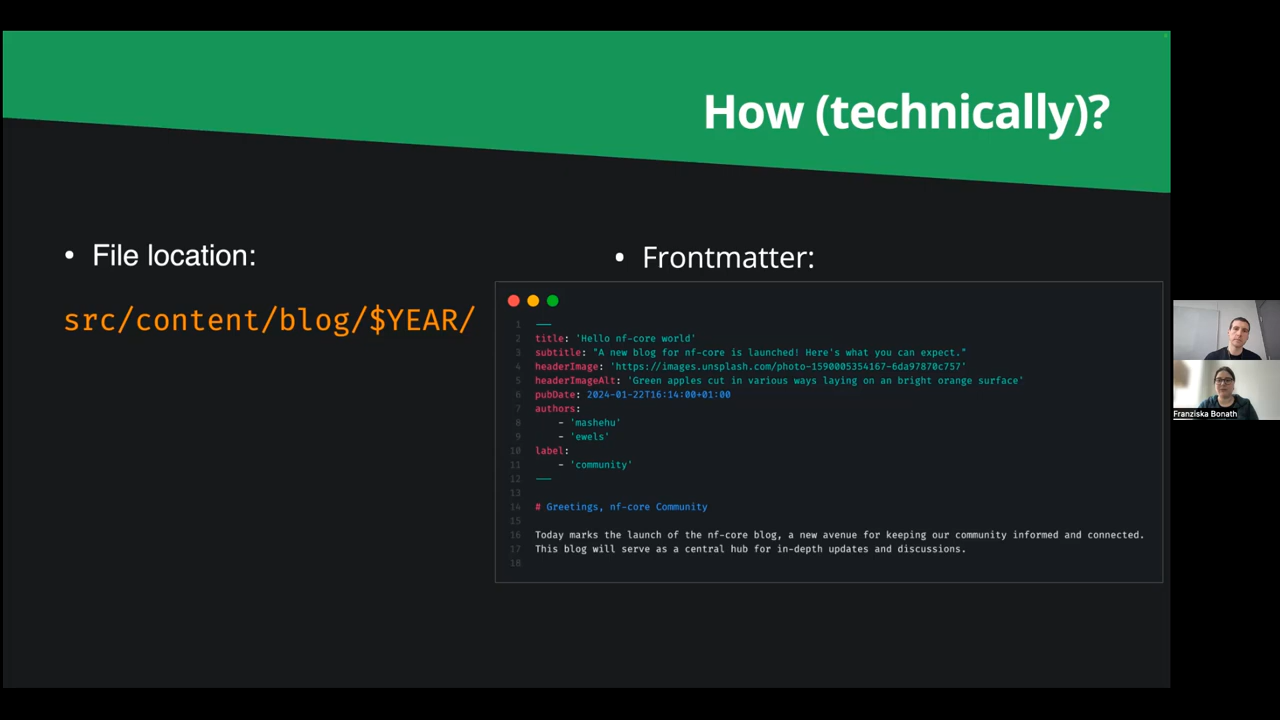 How (technically)?
• File location:
src/content/blog/$YEAR/
• Frontmatter:
1 ---
2 title: 'Hello nf-core world'
3 subtitle: "A new blog for nf-core is launched! Here's what you can expect."
4 headerImage: 'https://images.unsplash.com/photo-1590005354167-6da97870c757'
5 headerImageAlt: 'Green apples cut in various ways laying on an bright orange surface'
6 pubDate: 2024-01-22T16:14:00+01:00
7 authors:
8 - 'mashehu'
9 - 'ewels'
10 label:
11 - 'community'
12 ---
13
14 # Greetings, nf-core Community
15
16 Today marks the launch of the nf-core blog, a new avenue for keeping our community informed and connected.
17 This blog will serve as a central hub for in-depth updates and discussions.
18
Franziska Bonath